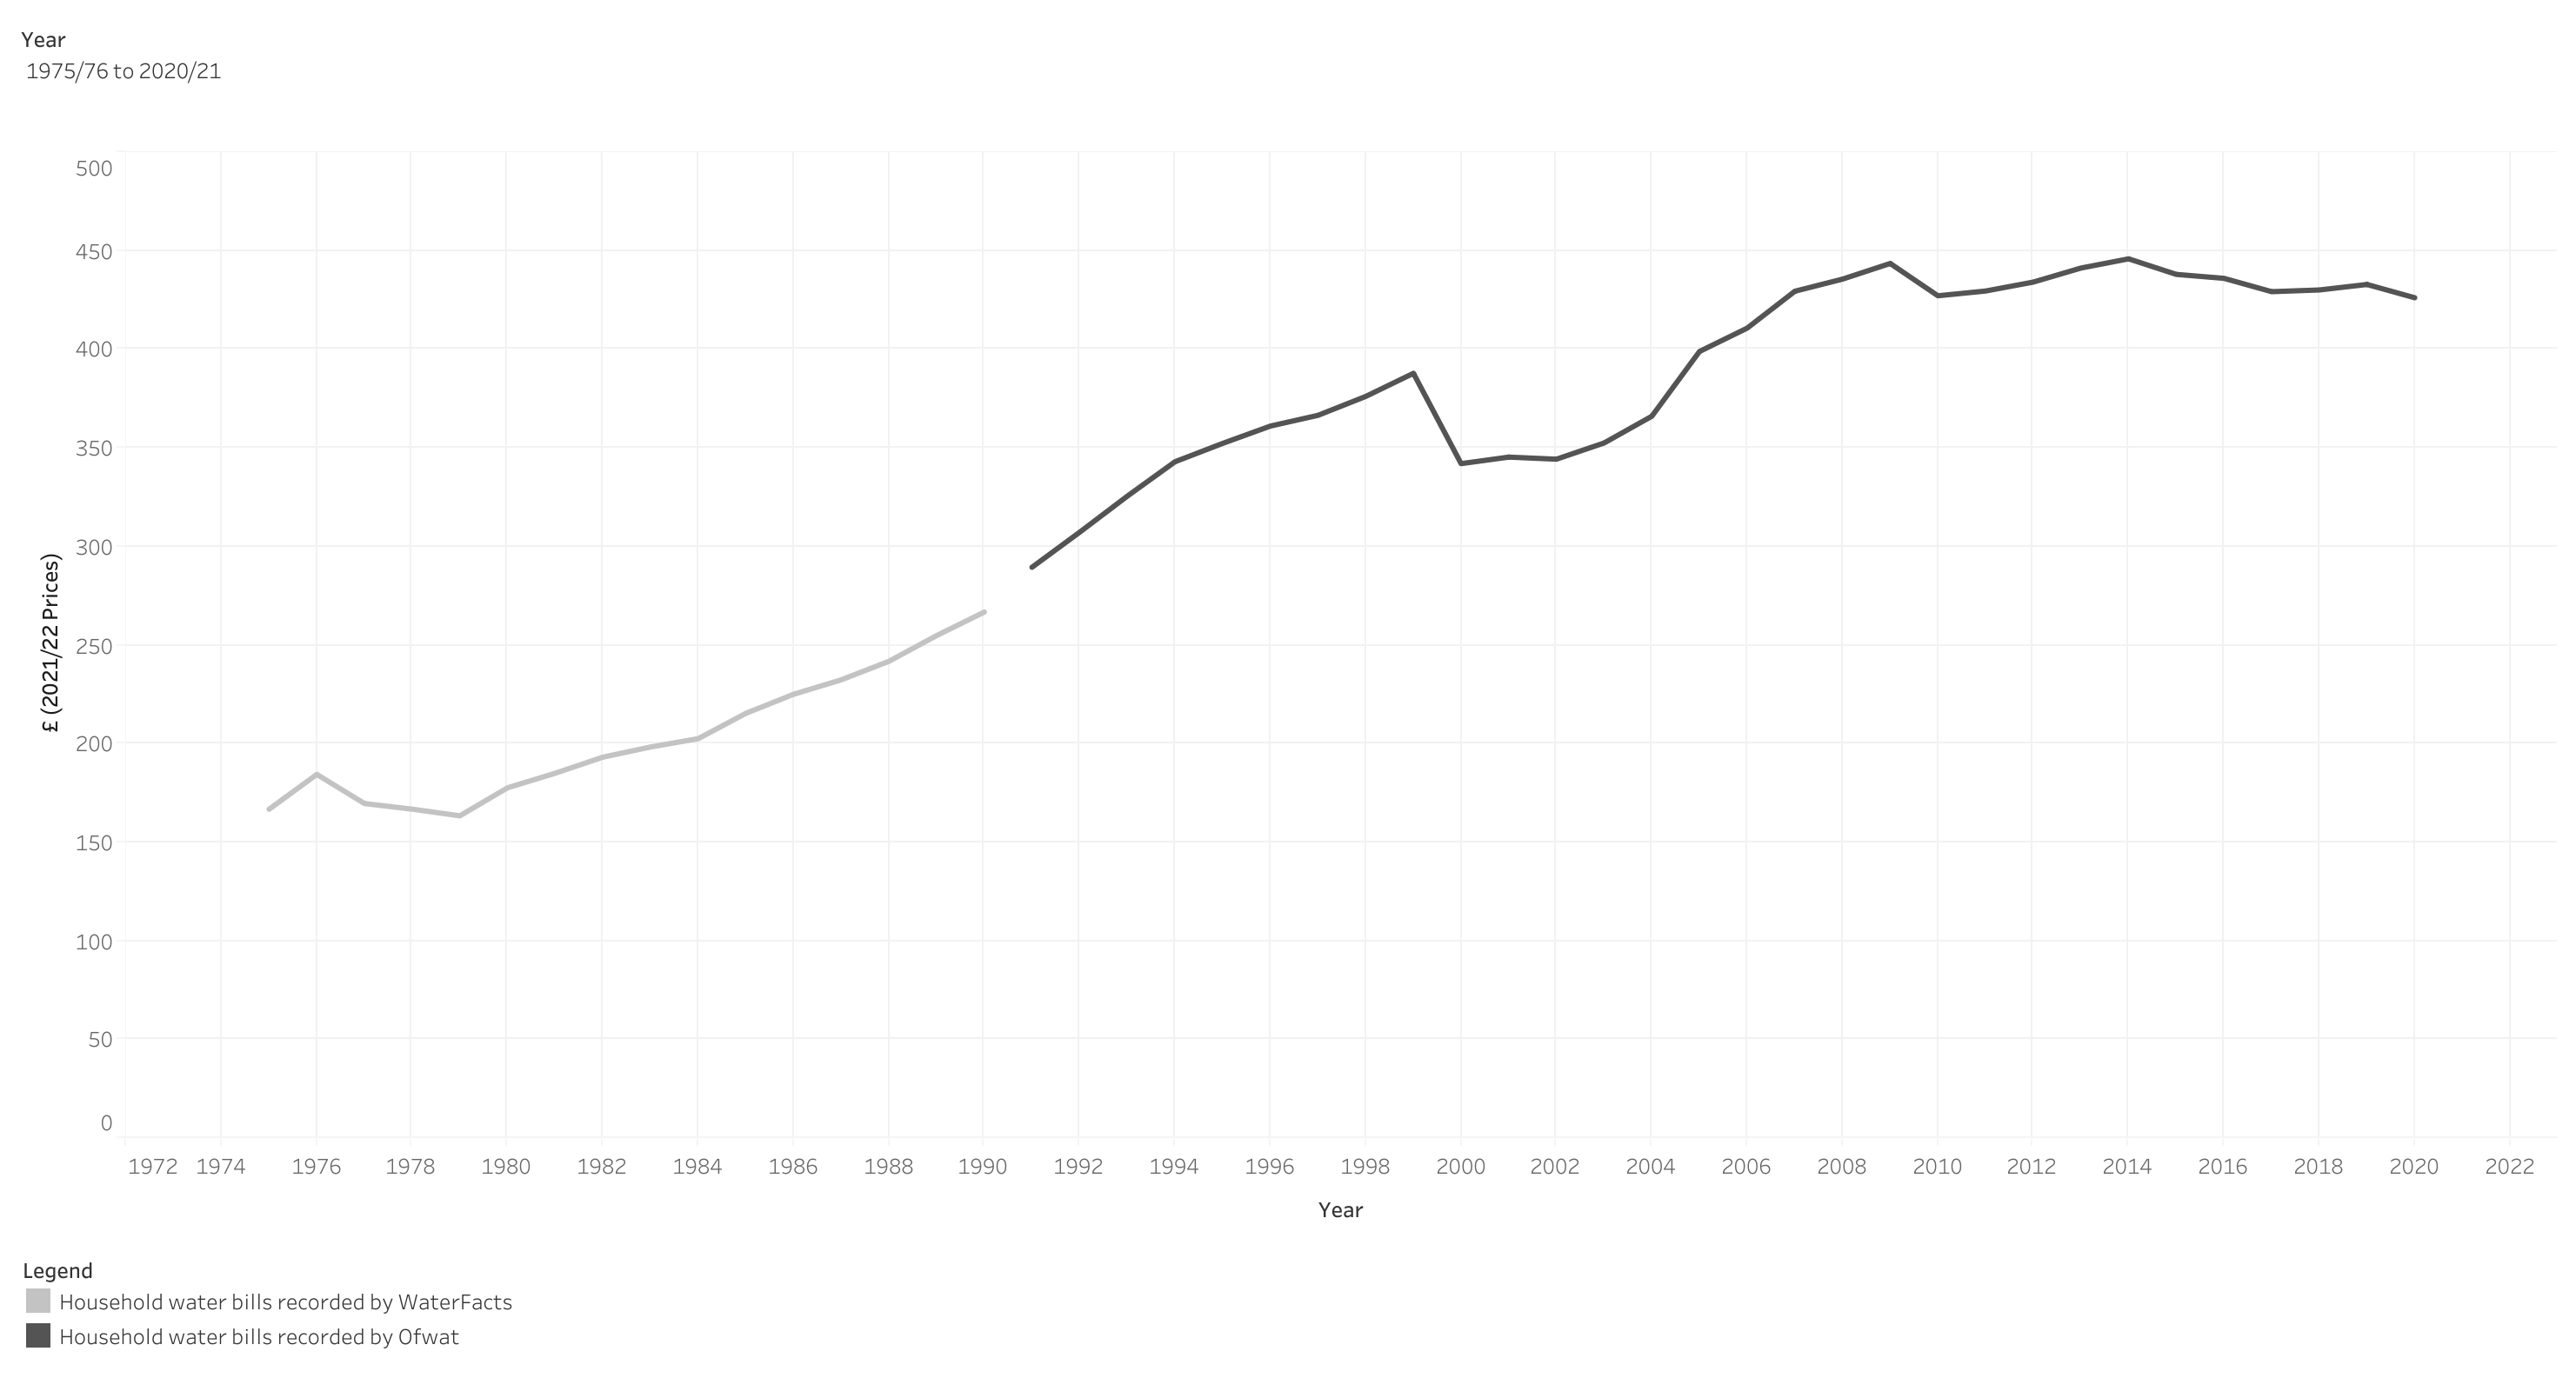 Year
1975/76 to 2020/21
500
450
400
350
300
250
200
150
100
50
0
£ (2021/22 Prices)
1972 1974 1976 1978 1980 1982 1984 1986 1988 1990 1992 1994 1996 1998 2000 2002 2004 2006 2008 2010 2012 2014 2016 2018 2020 2022
Year
Legend
Household water bills recorded by WaterFacts
Household water bills recorded by Ofwat